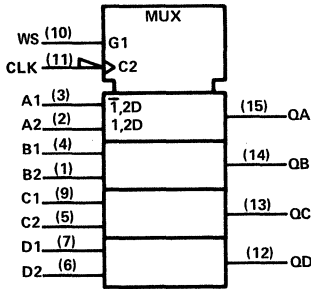 MUX
WS (10) G1
CLK (11) C2
A1 (3) 1̅,2D (15) QA
A2 (2) 1,2D
B1 (4) (14) QB
B2 (1)
C1 (9) (13) QC
C2 (5)
D1 (7) (12) QD
D2 (6)